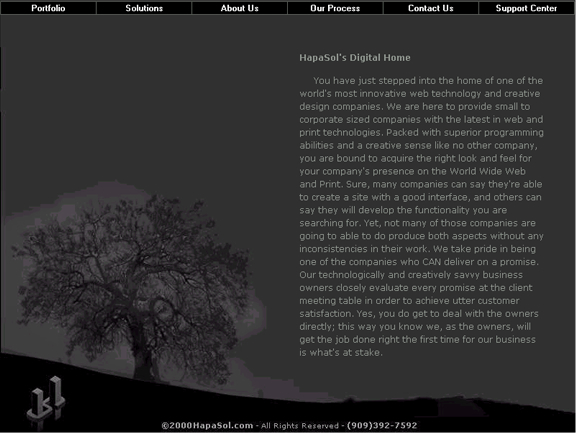 Portfolio Solutions About Us Our Process Contact Us Support Center
HapaSol's Digital Home
You have just stepped into the home of one of the
world's most innovative web technology and creative
design companies. We are here to provide small to
corporate sized companies with the latest in web and
print technologies. Packed with superior programming
abilities and a creative sense like no other company,
you are bound to acquire the right look and feel for
your company's presence on the World Wide Web
and Print. Sure, many companies can say they're able
to create a site with a good interface, and others can
say they will develop the functionality you are
searching for. Yet, not many of those companies are
going to able to do produce both aspects without any
inconsistencies in their work. We take pride in being
one of the companies who CAN deliver on a promise.
Our technologically and creatively savvy business
owners closely evaluate every promise at the client
meeting table in order to achieve utter customer
satisfaction. Yes, you do get to deal with the owners
directly; this way you know we, as the owners, will
get the job done right the first time for our business
is what's at stake.
©2000HapaSol.com - All Rights Reserved - (909)392-7592